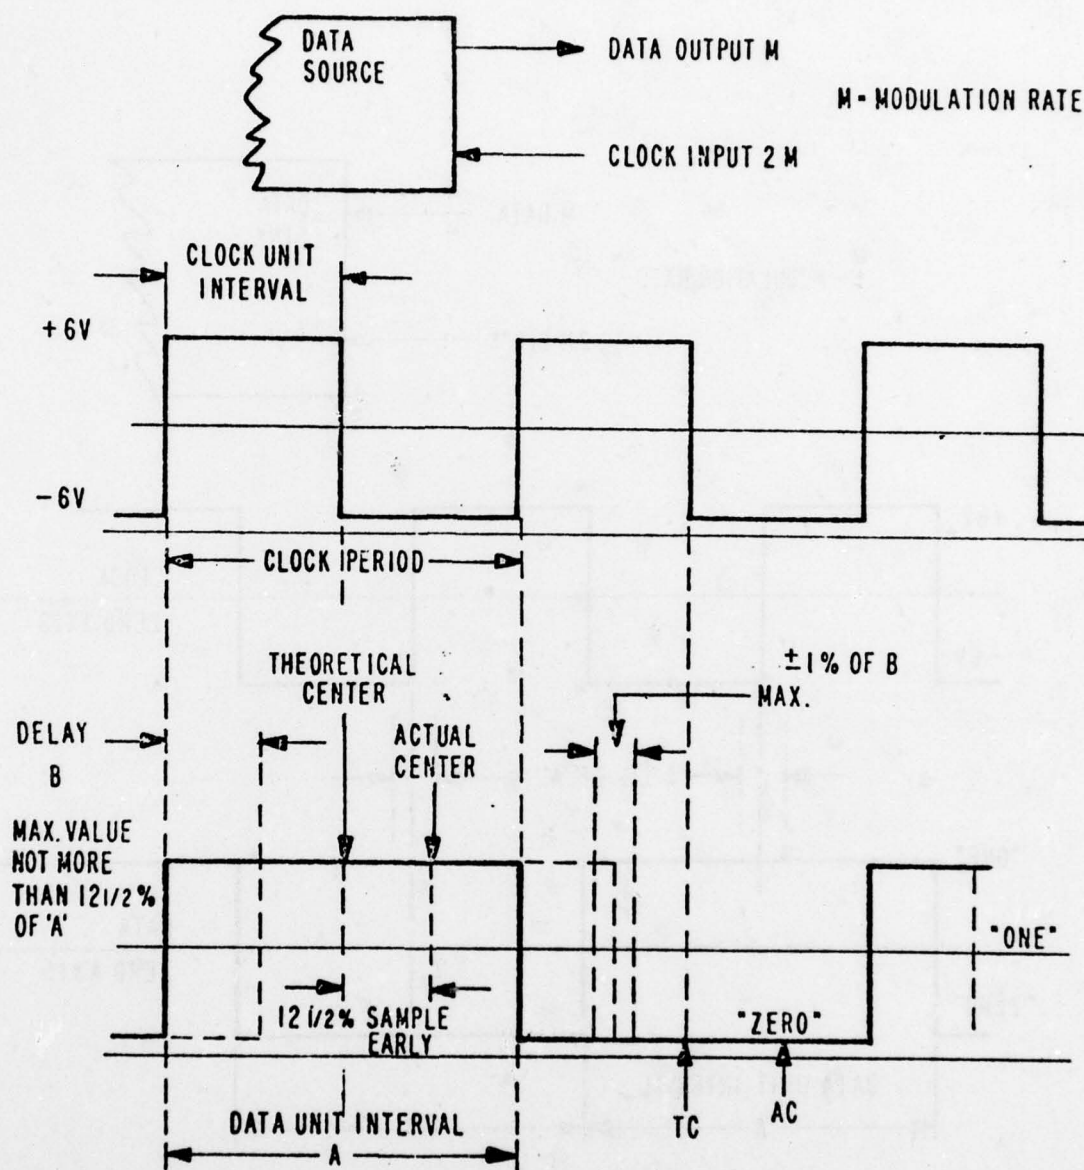 DATA
SOURCE
DATA OUTPUT M
M - MODULATION RATE
CLOCK INPUT 2 M
CLOCK UNIT
INTERVAL
+6V
-6V
CLOCK PERIOD
THEORETICAL
CENTER
±1% OF B
MAX.
DELAY
B
ACTUAL
CENTER
MAX. VALUE
NOT MORE
THAN 12 1/2 %
OF 'A'
"ONE"
12 1/2% SAMPLE
EARLY
"ZERO"
TC
AC
DATA UNIT INTERVAL
A